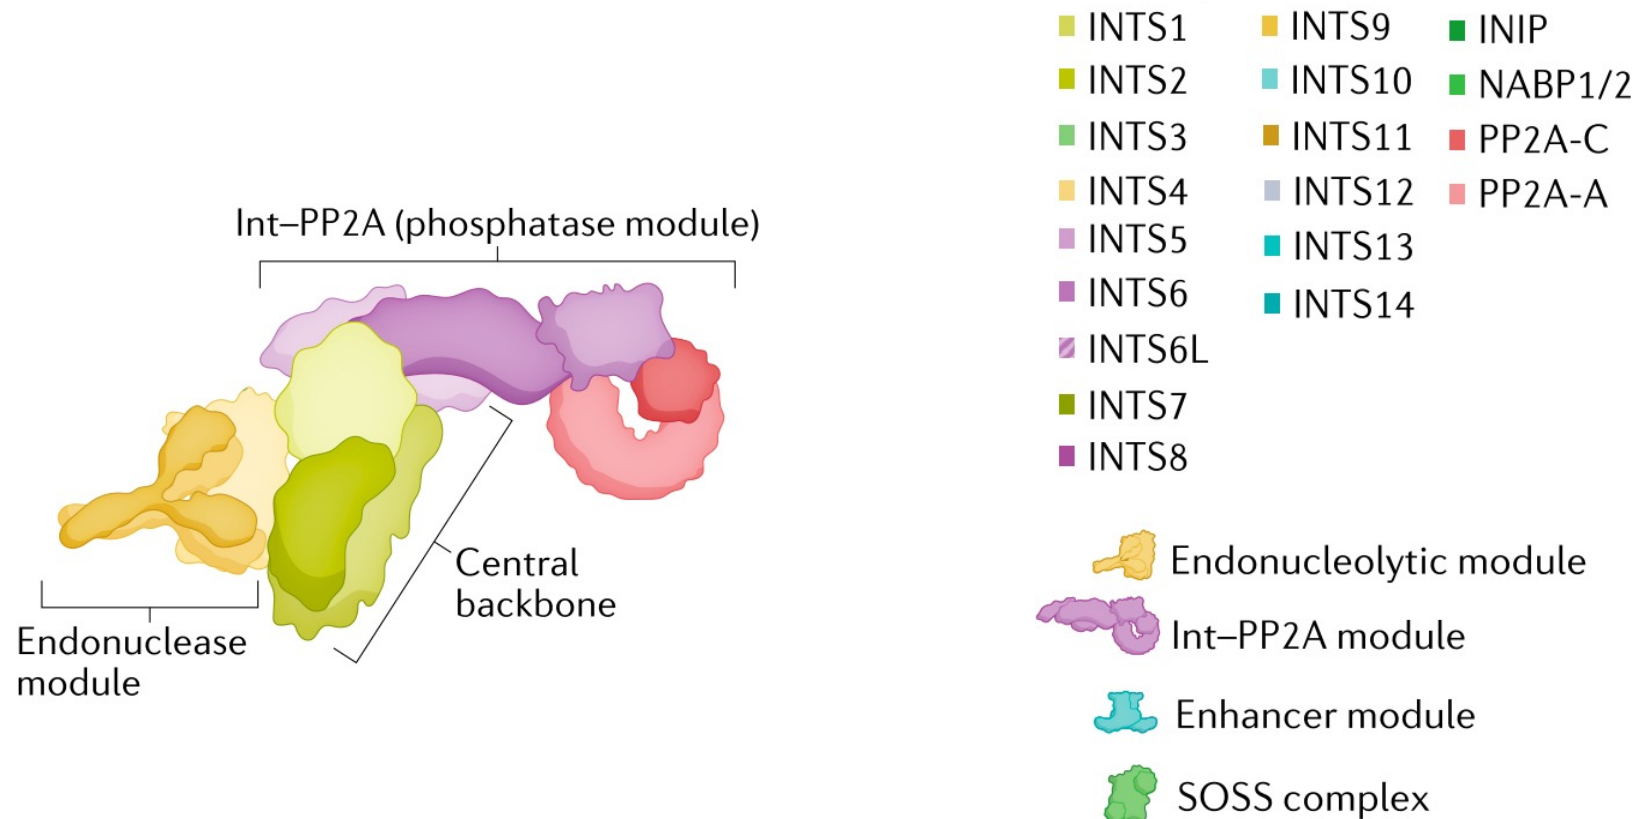 Int–PP2A (phosphatase module)
Central
backbone
Endonuclease
module
INTS1
INTS2
INTS3
INTS4
INTS5
INTS6
INTS6L
INTS7
INTS8
INTS9
INTS10
INTS11
INTS12
INTS13
INTS14
INIP
NABP1/2
PP2A-C
PP2A-A
Endonucleolytic module
Int–PP2A module
Enhancer module
SOSS complex